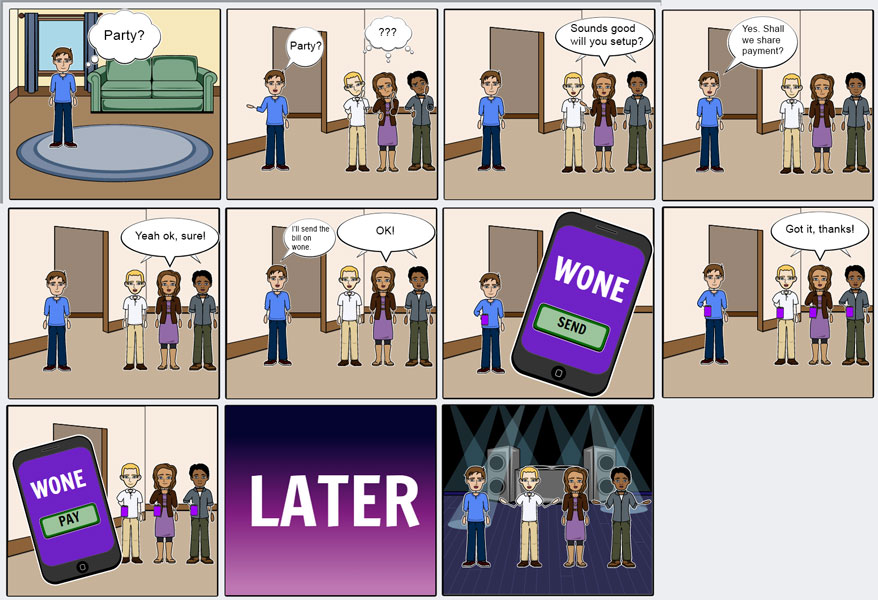 Party?
Party?
???
Sounds good
will you setup?
Yes. Shall
we share
payment?
Yeah ok, sure!
I'll send the
bill on
wone.
OK!
WONE
SEND
Got it, thanks!
WONE
PAY
LATER